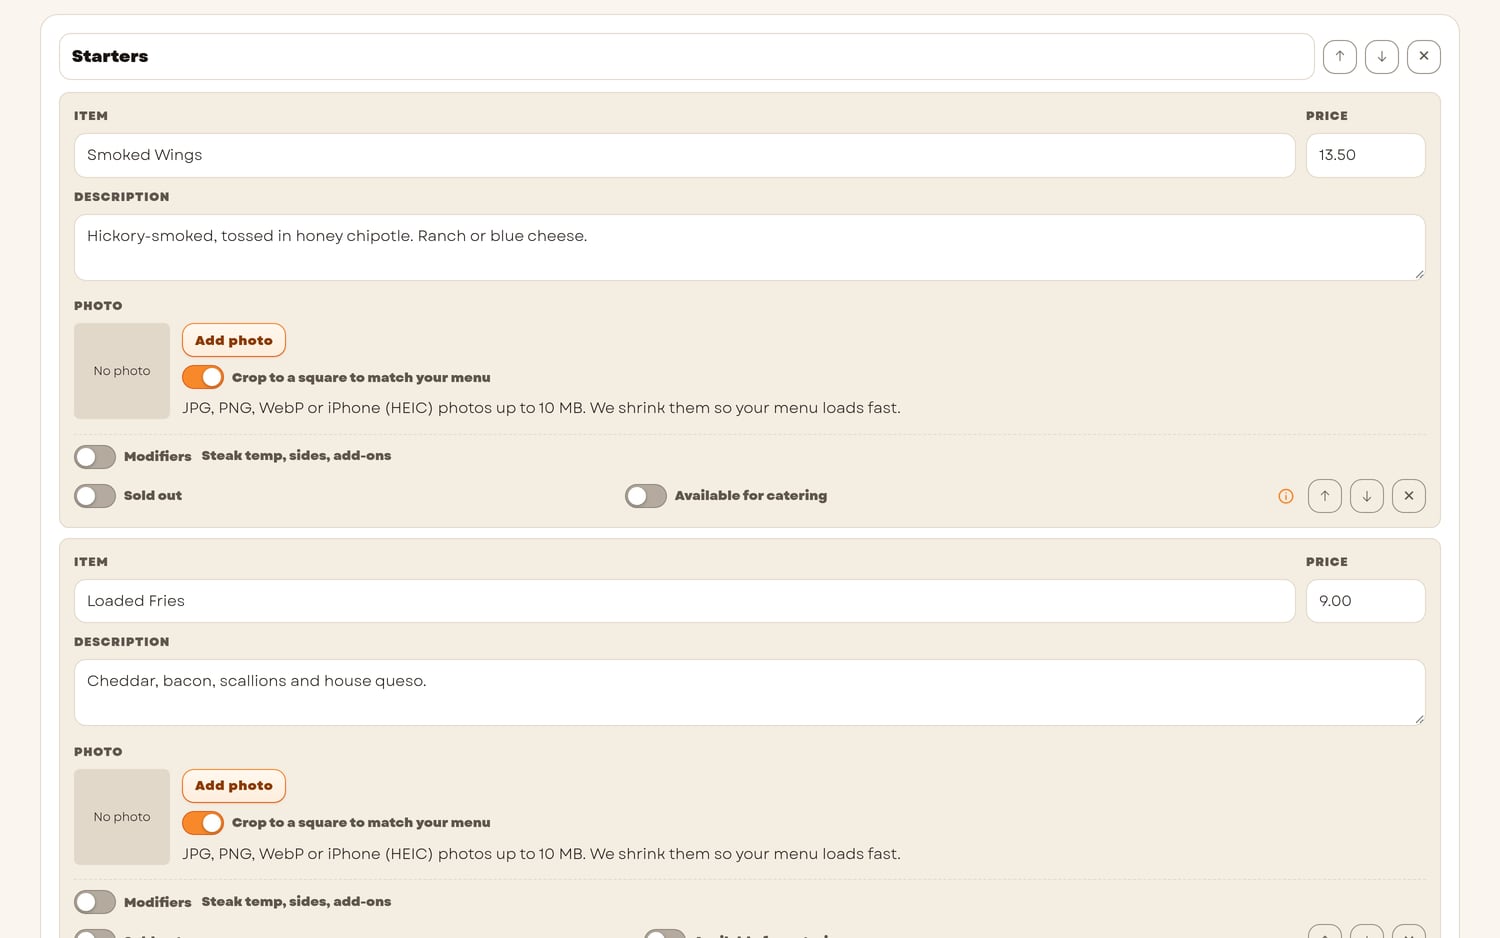 Starters
ITEM
PRICE
Smoked Wings
13.50
DESCRIPTION
Hickory-smoked, tossed in honey chipotle. Ranch or blue cheese.
PHOTO
No photo
Add photo
Crop to a square to match your menu
JPG, PNG, WebP or iPhone (HEIC) photos up to 10 MB. We shrink them so your menu loads fast.
Modifiers Steak temp, sides, add-ons
Sold out
Available for catering
ITEM
PRICE
Loaded Fries
9.00
DESCRIPTION
Cheddar, bacon, scallions and house queso.
PHOTO
No photo
Add photo
Crop to a square to match your menu
JPG, PNG, WebP or iPhone (HEIC) photos up to 10 MB. We shrink them so your menu loads fast.
Modifiers Steak temp, sides, add-ons